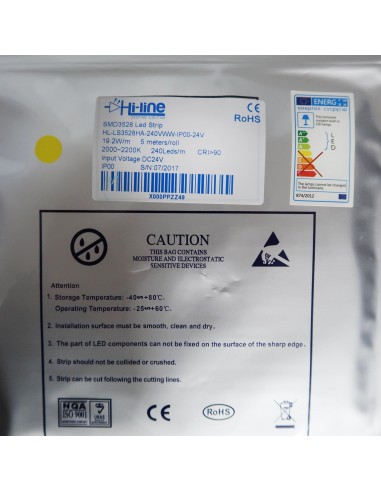 Hi-line
SMD3528 Led Strip
HL-LS3528HA-240VWW-IP00-24V
19.2W/m 5 meters/roll
2000~2200K 240Leds/m CRI>90
Input Voltage DC24V
IP00 S/N:07/2017
X000PPZZ49
CE
RoHS
ENERG
874/2012
CAUTION
THIS BAG CONTAINS
MOISTURE AND ELECTROSTATIC
SENSITIVE DEVICES
Attention
1. Storage Temperature: -40~+80°C.
Operating Temperature: -25~+60°C.
2. Installation surface must be smooth, clean and dry.
3. The part of LED components can not be fixed on the surface of the sharp edge.
4. Strip should not be collided or crushed.
5. Strip can be cut following the cutting lines.
NQA
ISO 9001
UKAS
CE
RoHS